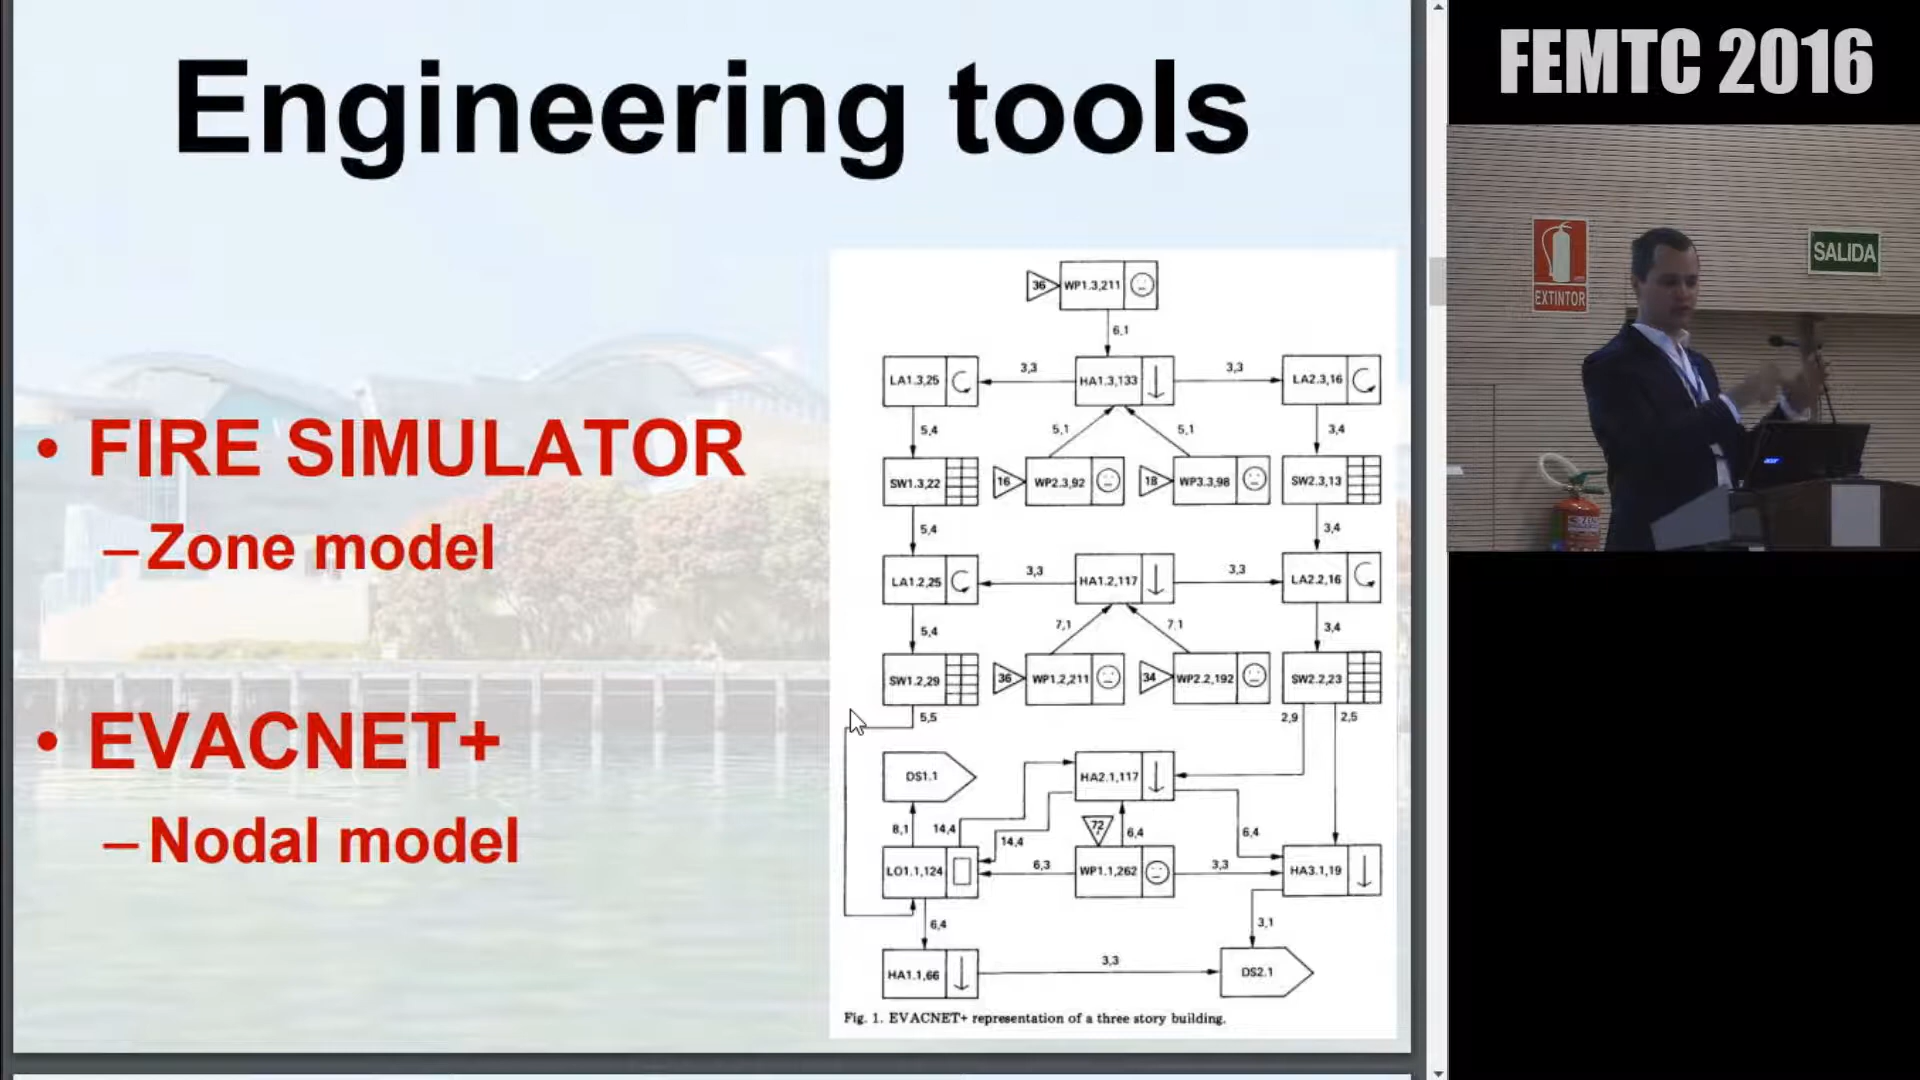 Engineering tools
• FIRE SIMULATOR
– Zone model
• EVACNET+
– Nodal model
36 WP1.3,211
6,1
LA1.3,25
3,3
HA1.3,133
3,3
LA2.3,16
5,4
5,1
5,1
3,4
SW1.3,22
16 WP2.3,92
18 WP3.3,98
SW2.3,13
5,4
3,4
LA1.2,25
3,3
HA1.2,117
3,3
LA2.2,16
5,4
7,1
7,1
3,4
SW1.2,29
36 WP1.2,211
34 WP2.2,192
SW2.2,23
5,5
2,9
2,5
DS1.1
HA2.1,117
8,1
14,4
14,4
72
6,4
6,4
LO1.1,124
6,3
WP1.1,262
3,3
HA3.1,19
6,4
3,1
HA1.1,66
3,3
DS2.1
Fig. 1. EVACNET+ representation of a three story building.
FEMTC 2016
EXTINTOR
SALIDA
acer